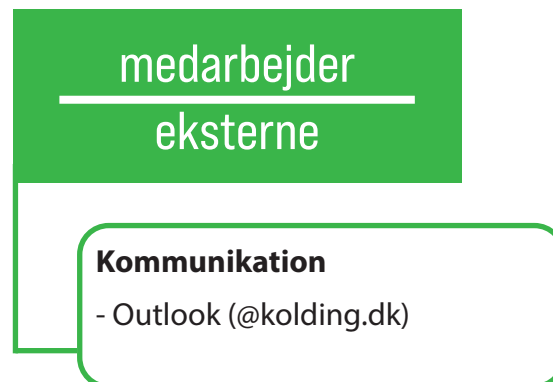 medarbejder
eksterne
Kommunikation
- Outlook (@kolding.dk)